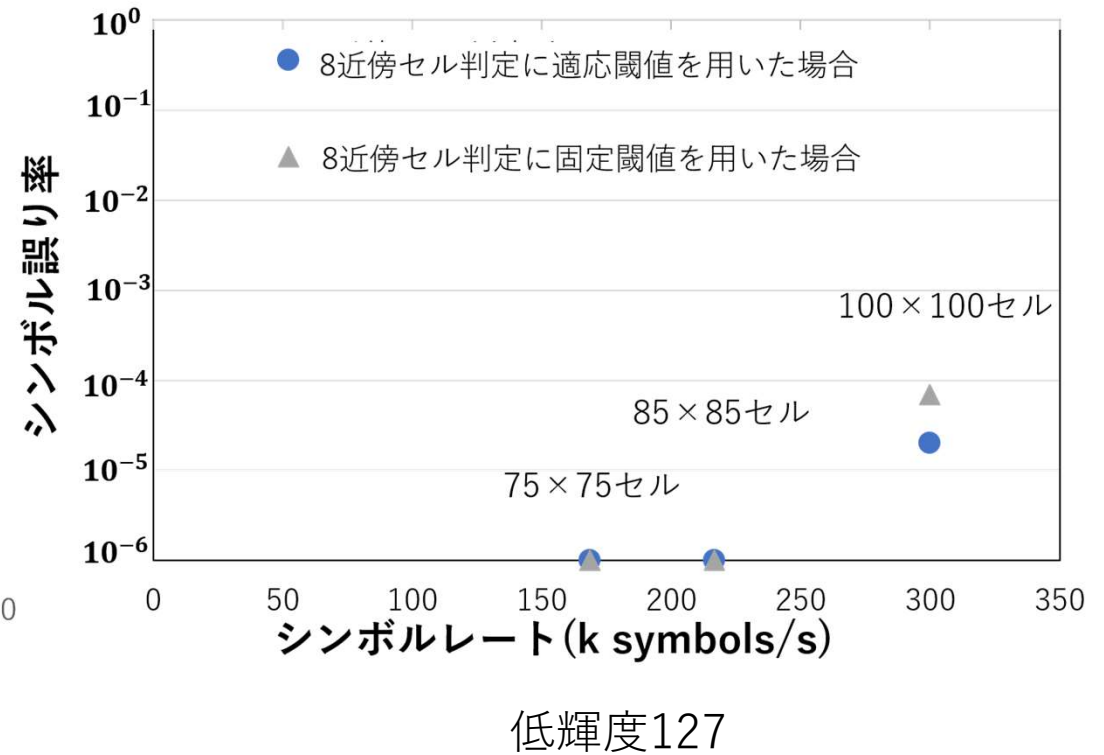 10⁰
8近傍セル判定に適応閾値を用いた場合
10⁻¹
8近傍セル判定に固定閾値を用いた場合
10⁻²
シンボル誤り率
10⁻³
100×100セル
10⁻⁴
85×85セル
10⁻⁵
75×75セル
10⁻⁶
0 50 100 150 200 250 300 350
0
シンボルレート(k symbols/s)
低輝度127